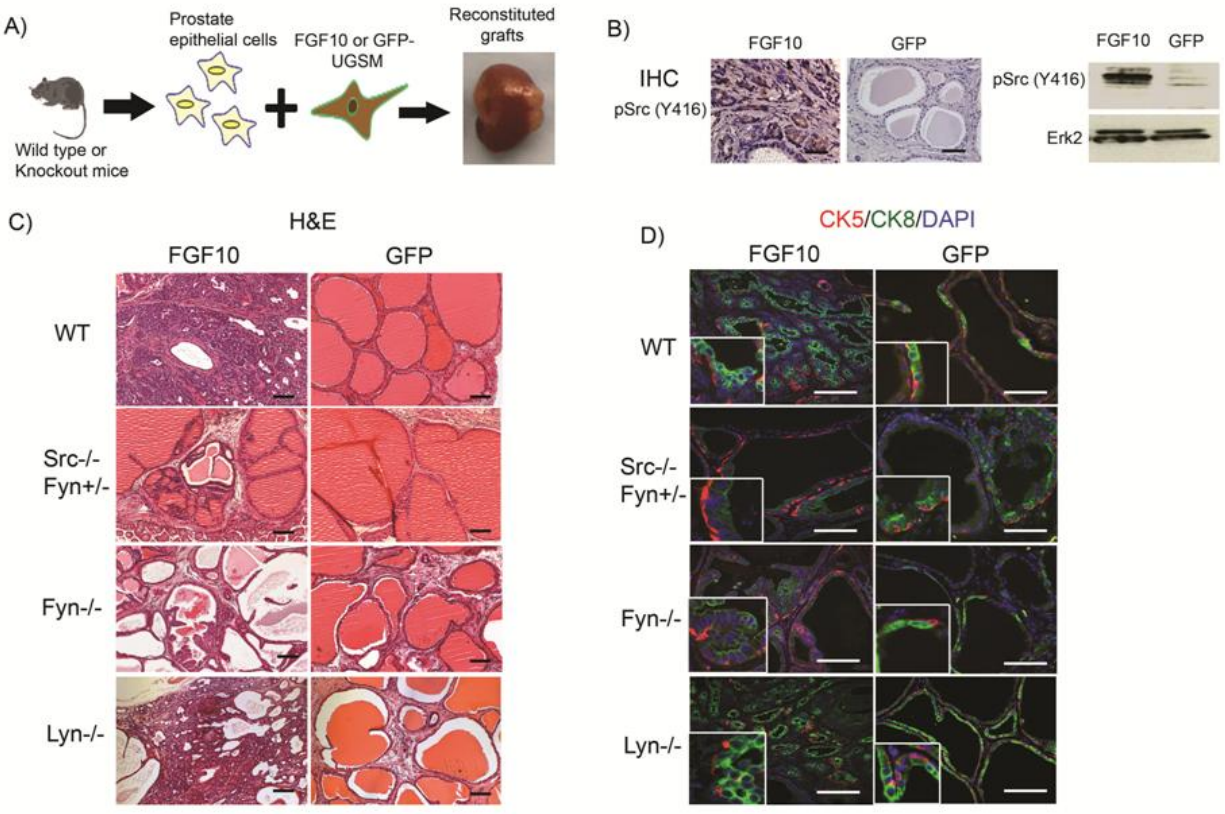 A)
Prostate
epithelial cells
FGF10 or GFP-
UGSM
Reconstituted
grafts
Wild type or
Knockout mice
B)
FGF10
GFP
IHC
pSrc (Y416)
FGF10
GFP
pSrc (Y416)
Erk2
C)
H&E
FGF10
GFP
WT
Src-/-
Fyn+/-
Fyn-/-
Lyn-/-
D)
CK5/CK8/DAPI
FGF10
GFP
WT
Src-/-
Fyn+/-
Fyn-/-
Lyn-/-